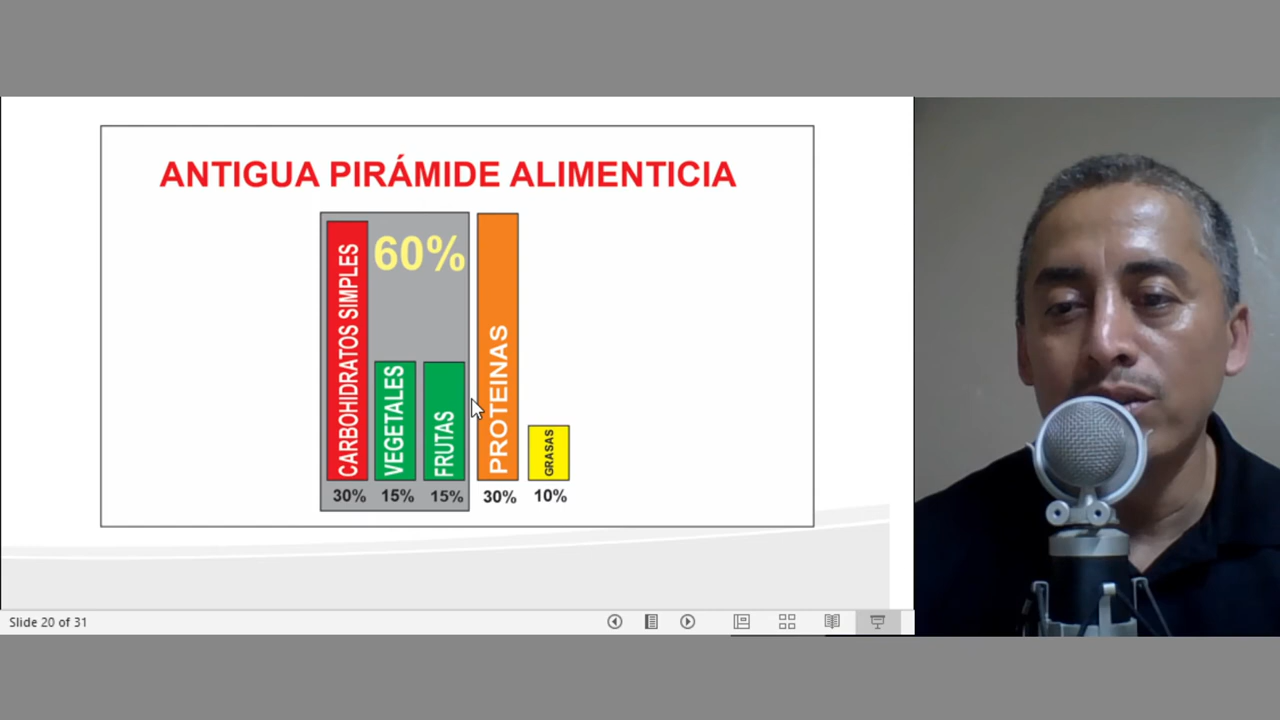 ANTIGUA PIRÁMIDE ALIMENTICIA
60%
CARBOHIDRATOS SIMPLES
VEGETALES
FRUTAS
PROTEINAS
GRASAS
30% 15% 15% 30% 10%
Slide 20 of 31